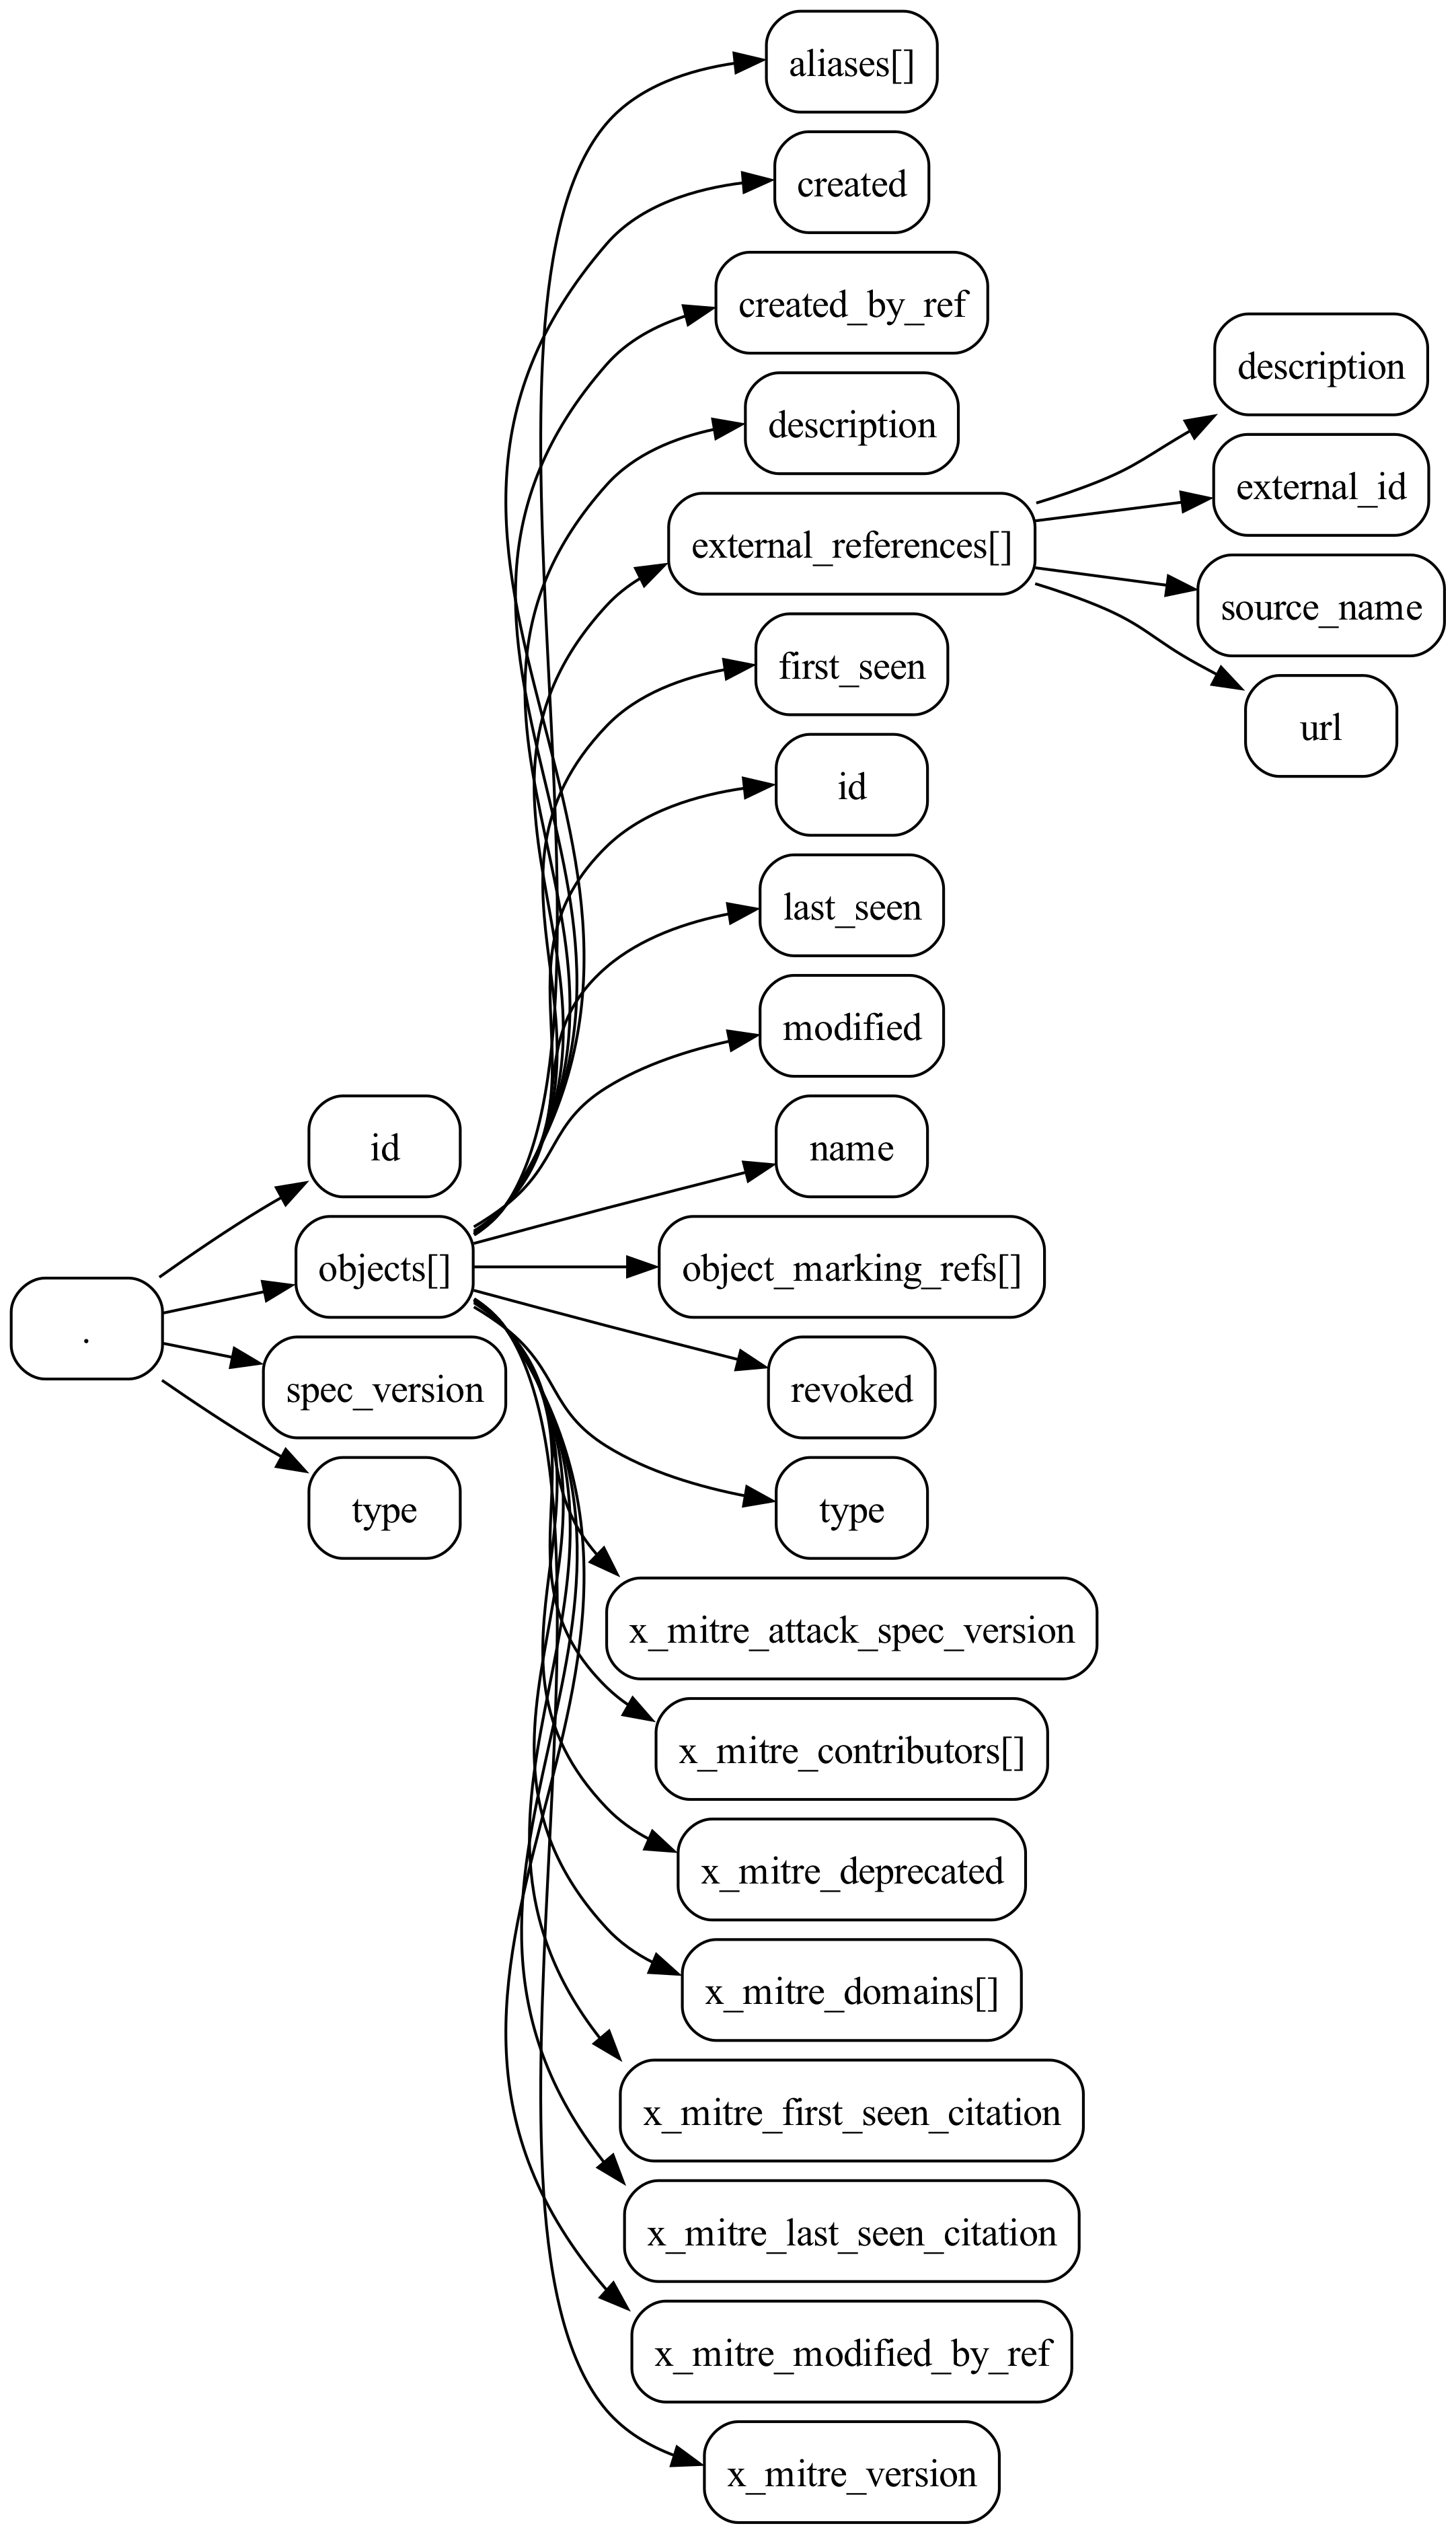 .
id
objects[]
spec_version
type
aliases[]
created
created_by_ref
description
external_references[]
first_seen
id
last_seen
modified
name
object_marking_refs[]
revoked
type
x_mitre_attack_spec_version
x_mitre_contributors[]
x_mitre_deprecated
x_mitre_domains[]
x_mitre_first_seen_citation
x_mitre_last_seen_citation
x_mitre_modified_by_ref
x_mitre_version
description
external_id
source_name
url